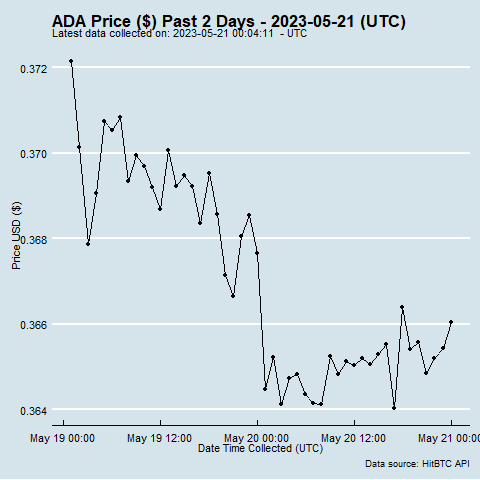 ADA Price ($) Past 2 Days - 2023-05-21 (UTC)
Latest data collected on: 2023-05-21 00:04:11  - UTC
0.372
0.370
0.368
0.366
0.364
Price USD ($)
May 19 00:00
May 19 12:00
May 20 00:00
May 20 12:00
May 21 00:00
Date Time Collected (UTC)
Data source: HitBTC API